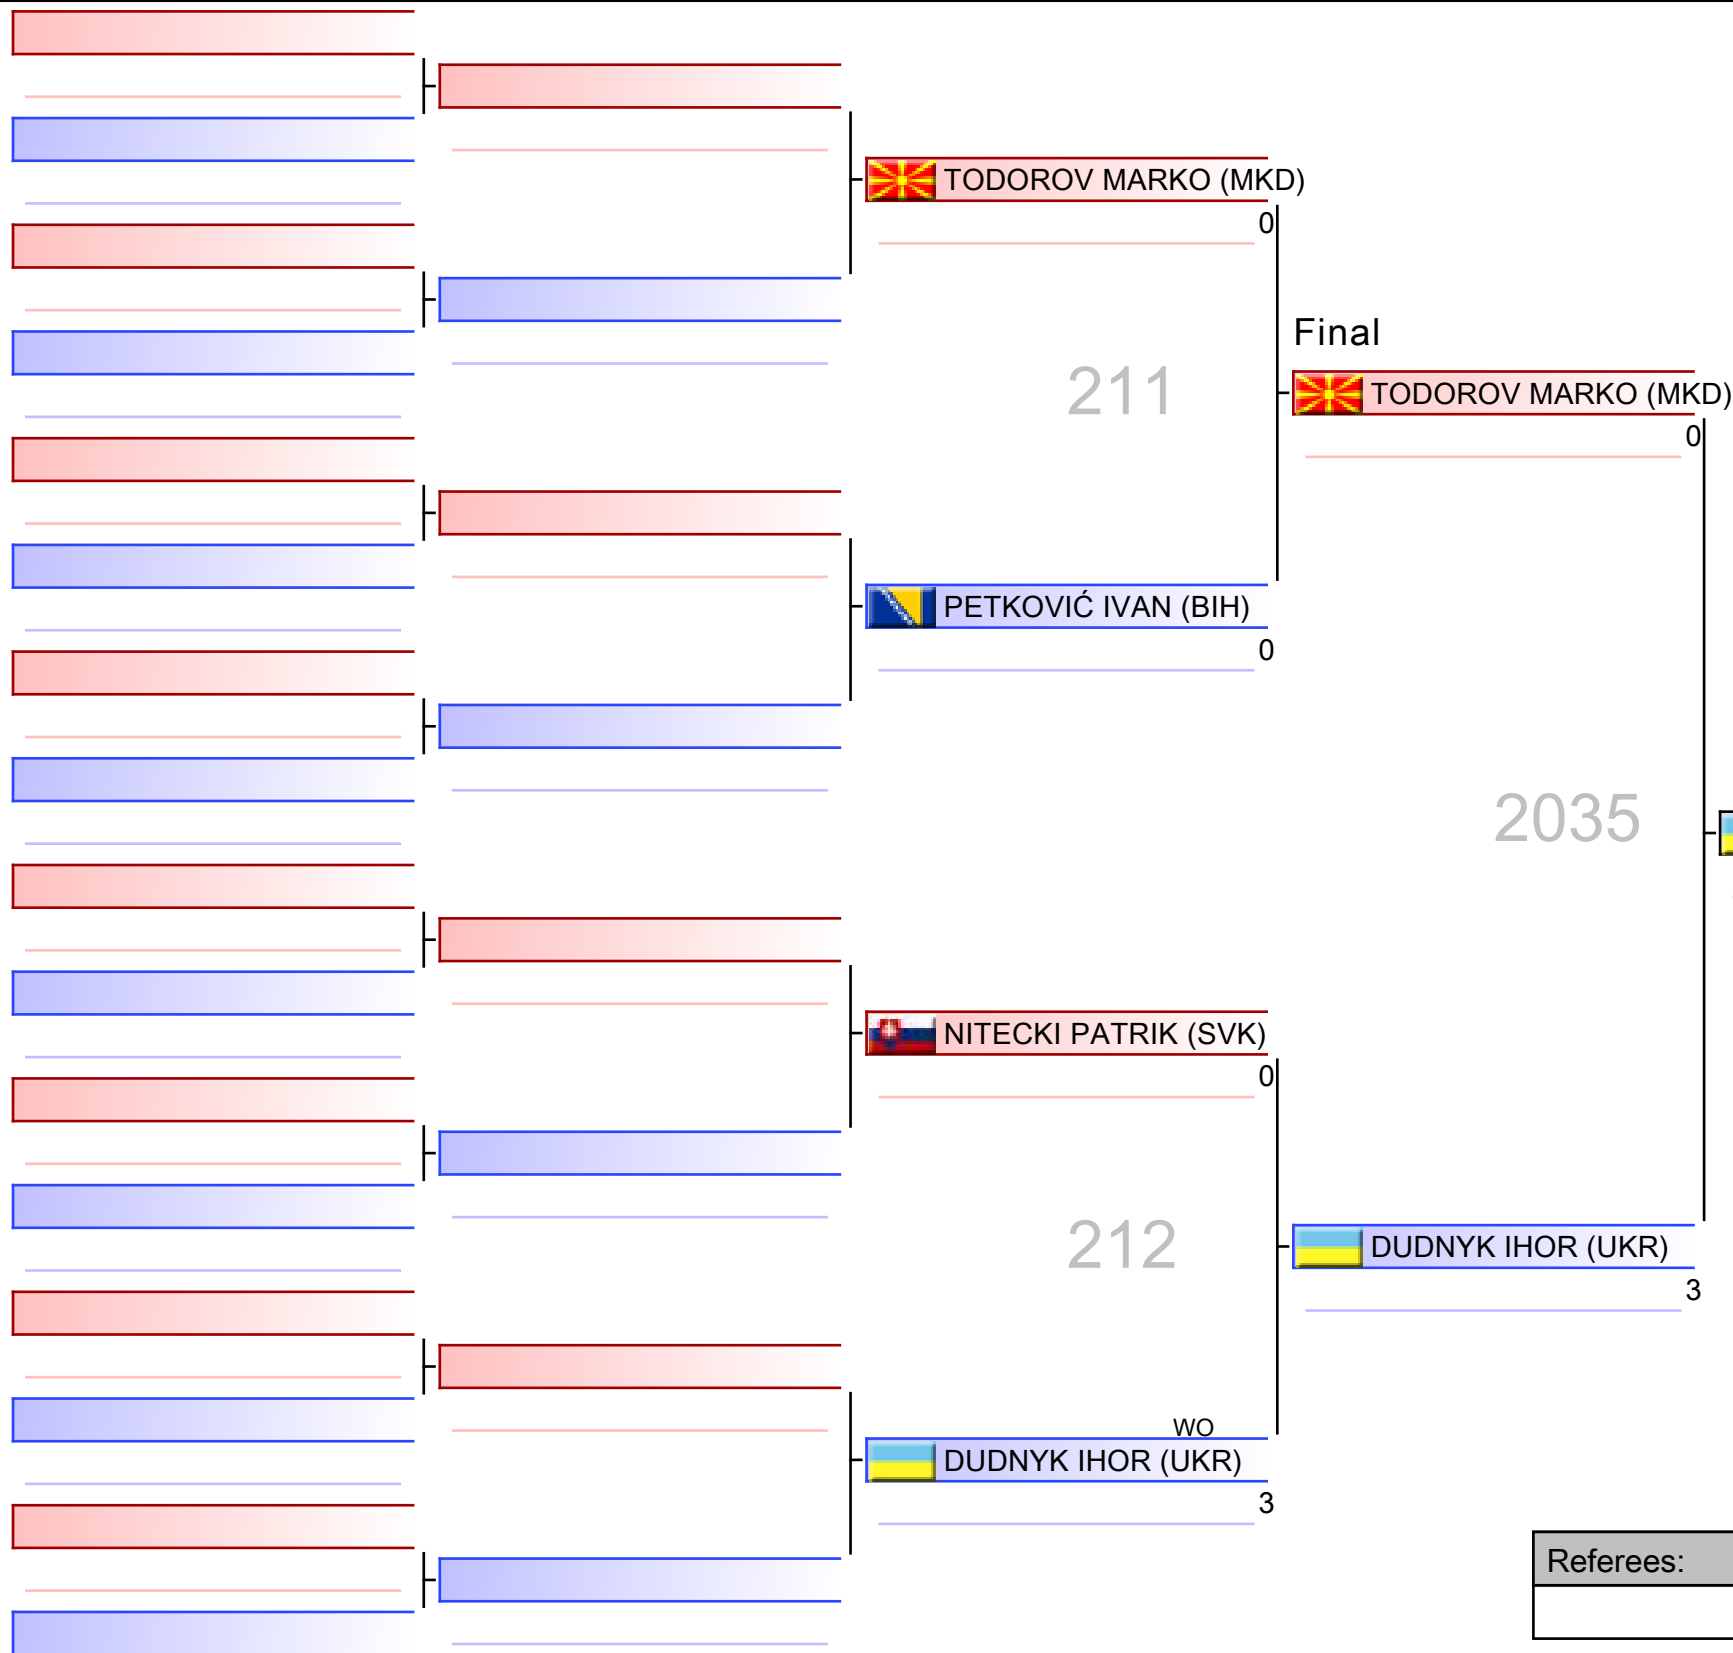 TODOROV MARKO (MKD)
0
Final
211
TODOROV MARKO (MKD)
0
PETKOVIĆ IVAN (BIH)
0
2035
NITECKI PATRIK (SVK)
0
212
DUDNYK IHOR (UKR)
3
WO
DUDNYK IHOR (UKR)
3
Referees: